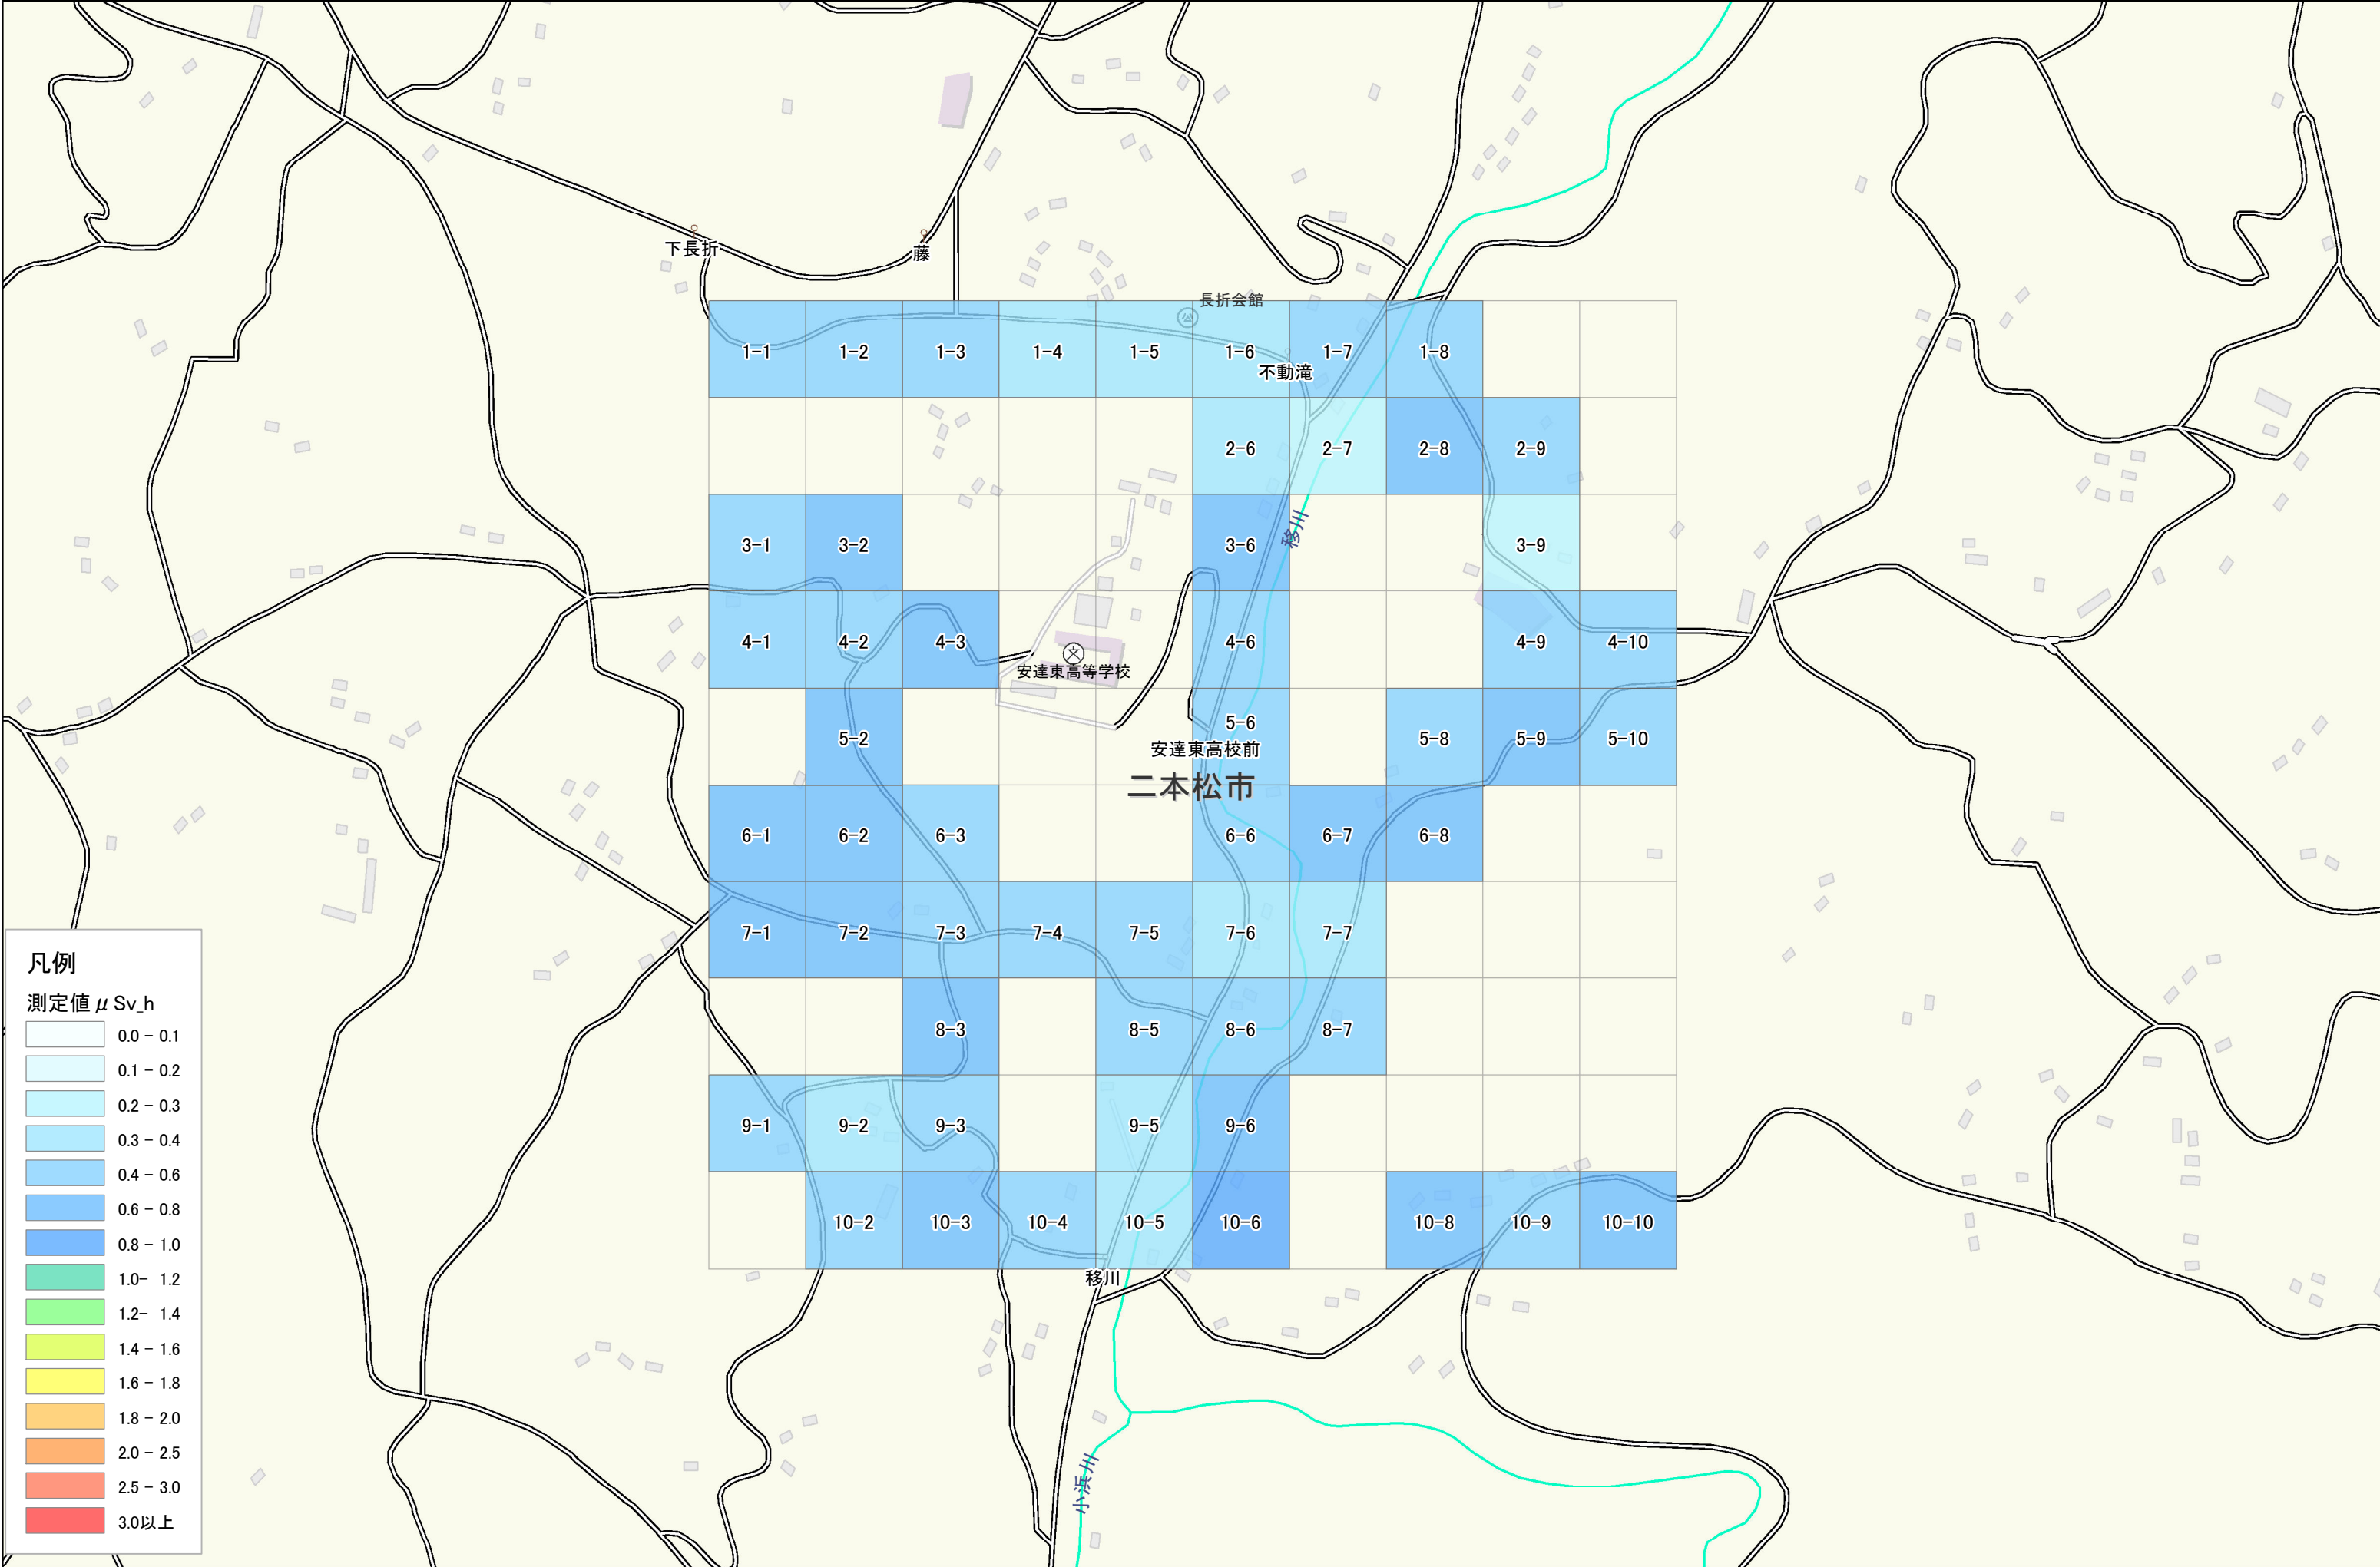 下長折
藤
長折会館
1-1 1-2 1-3 1-4 1-5 1-6 1-7 1-8
不動滝
2-6 2-7 2-8 2-9
移川
3-1 3-2 3-6 3-9
4-1 4-2 4-3 4-6 4-9 4-10
安達東高等学校
5-2 5-6 5-8 5-9 5-10
安達東高校前
二本松市
6-1 6-2 6-3 6-6 6-7 6-8
7-1 7-2 7-3 7-4 7-5 7-6 7-7
8-3 8-5 8-6 8-7
9-1 9-2 9-3 9-5 9-6
10-2 10-3 10-4 10-5 10-6 10-8 10-9 10-10
移川
小浜川
凡例
測定値μSv_h
0.0 - 0.1
0.1 - 0.2
0.2 - 0.3
0.3 - 0.4
0.4 - 0.6
0.6 - 0.8
0.8 - 1.0
1.0- 1.2
1.2- 1.4
1.4 - 1.6
1.6 - 1.8
1.8 - 2.0
2.0 - 2.5
2.5 - 3.0
3.0以上